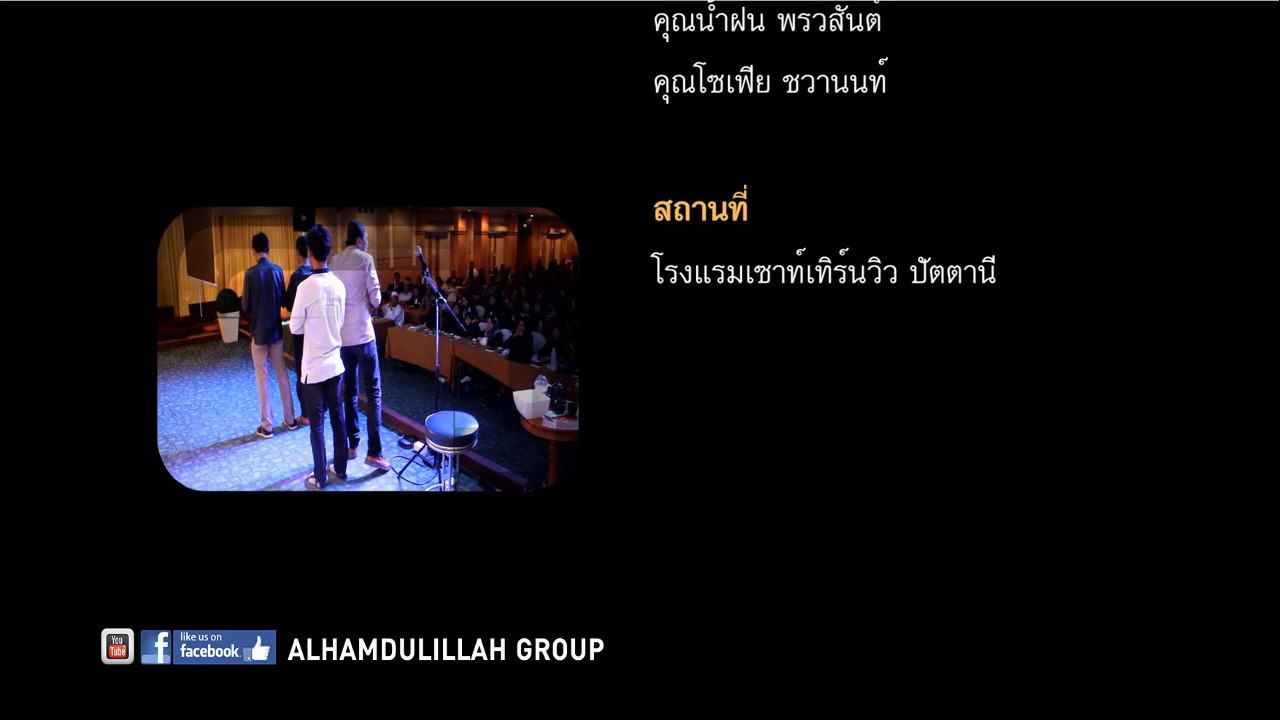 คุณน้ำฝน พรวสันต์
คุณโซเฟีย ชวานนท์
สถานที่
โรงแรมเซาท์เทิร์นวิว ปัตตานี
You Tube
like us on
facebook.
ALHAMDULILLAH GROUP